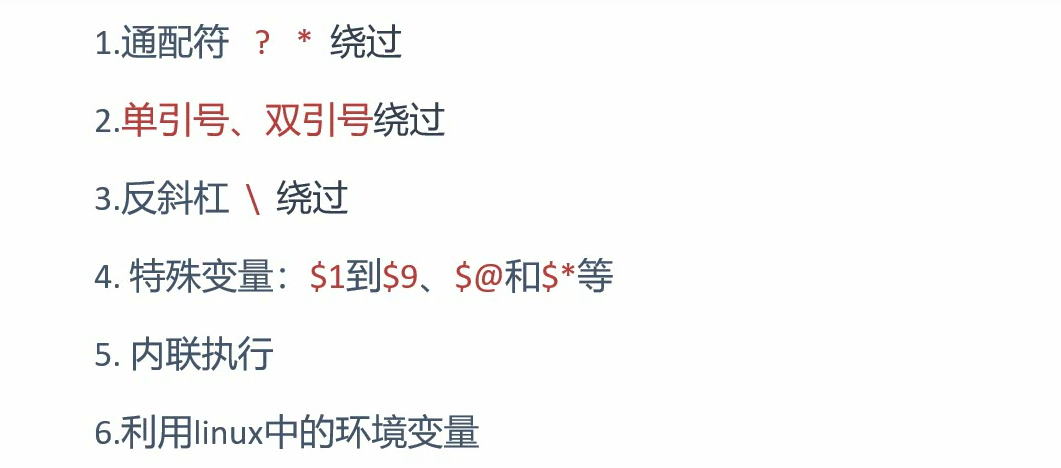 1.通配符 ? * 绕过
2.单引号、双引号绕过
3.反斜杠 \ 绕过
4. 特殊变量：$1到$9、$@和$*等
5. 内联执行
6.利用linux中的环境变量